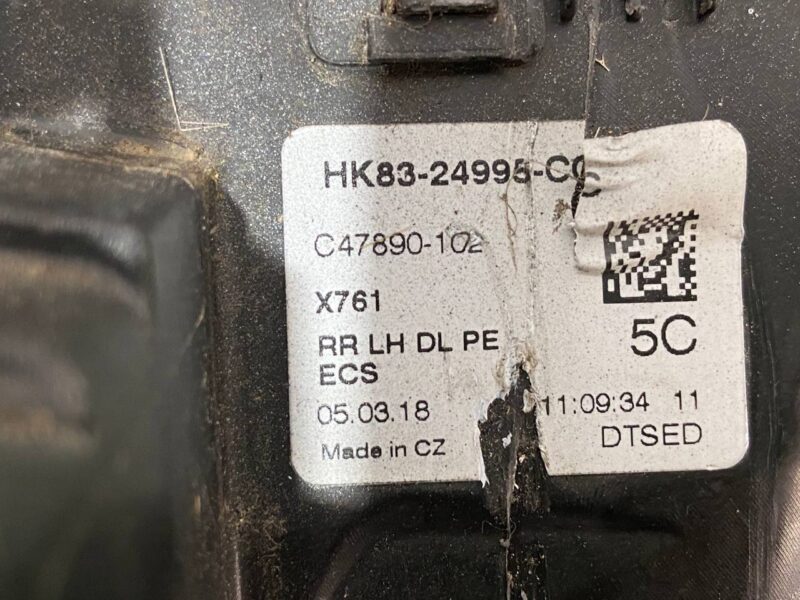 HK83-24995-CC
C47890-102
X761
5C
RR LH DL PE
ECS
05.03.18 11:09:34 11
Made in CZ DTSED